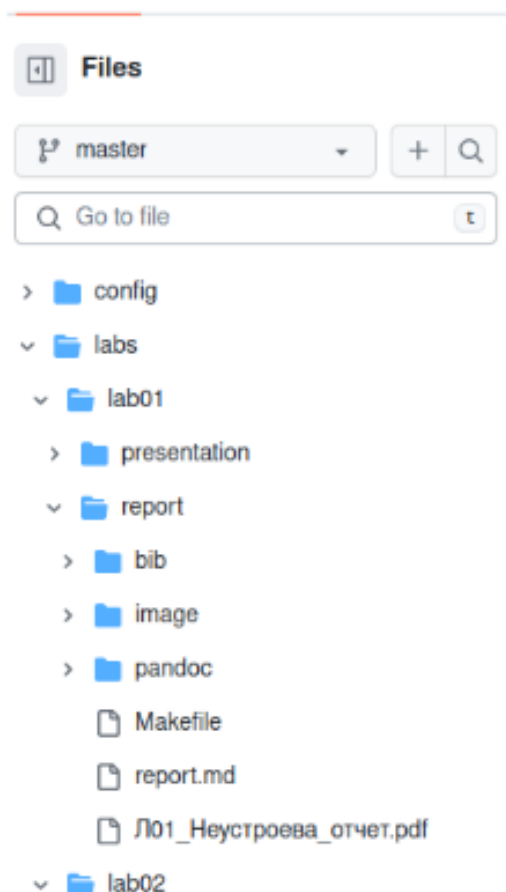 Files
master
Go to file t
config
labs
lab01
presentation
report
bib
image
pandoc
Makefile
report.md
Л01_Неустроева_отчет.pdf
lab02